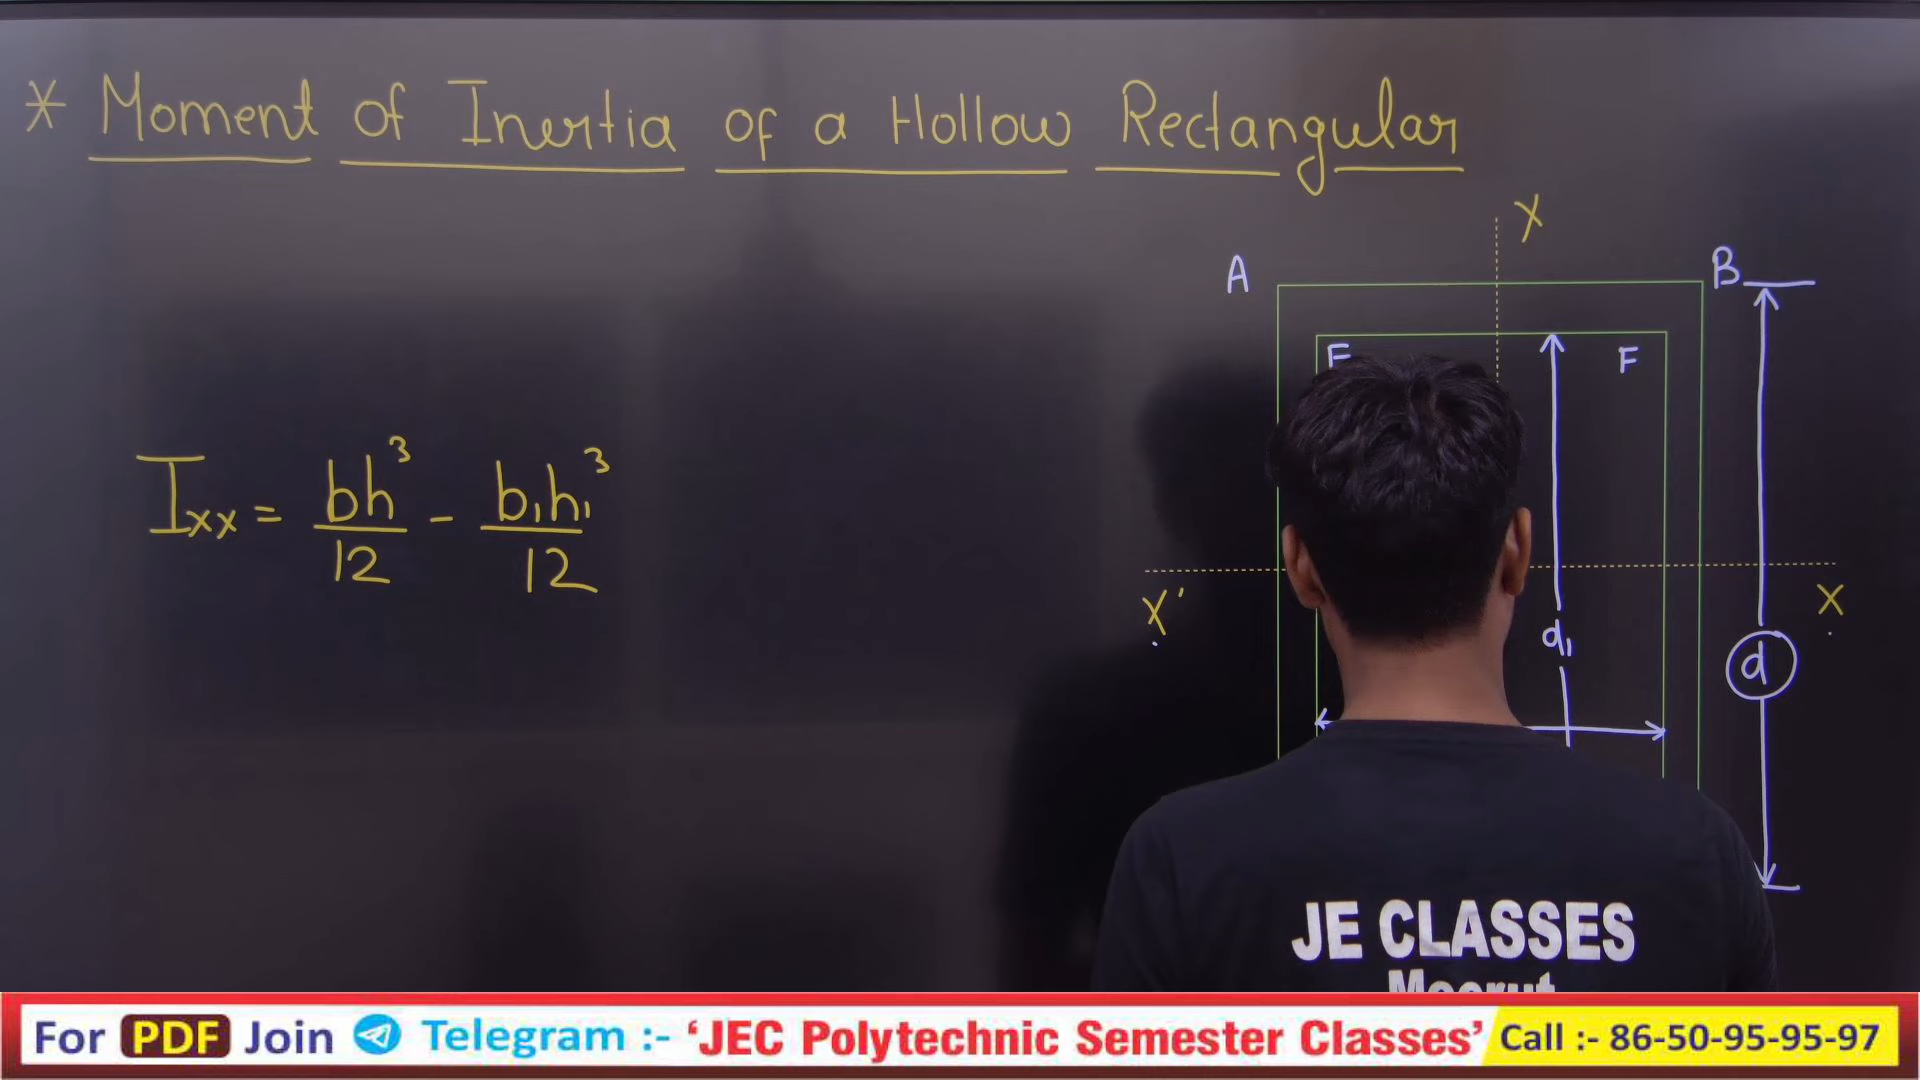 * Moment of Inertia of a Hollow Rectangular
I_xx = bh³/12 - b₁h₁³/12
X
A
B
F
X'
X
d₁
d
JE CLASSES
For PDF Join Telegram :- 'JEC Polytechnic Semester Classes' Call :- 86-50-95-95-97